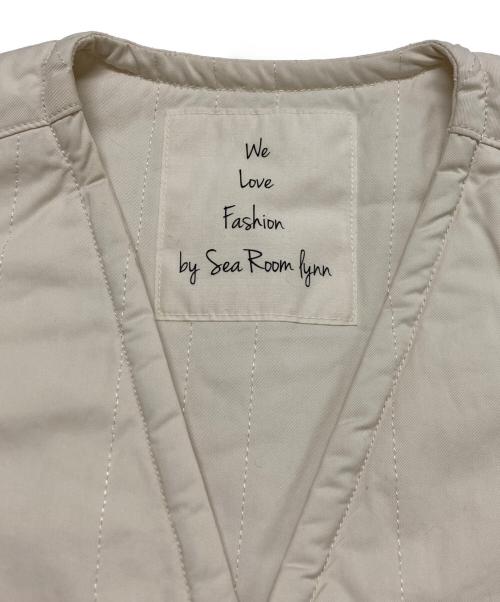 We
Love
Fashion
by Sea Room lynn